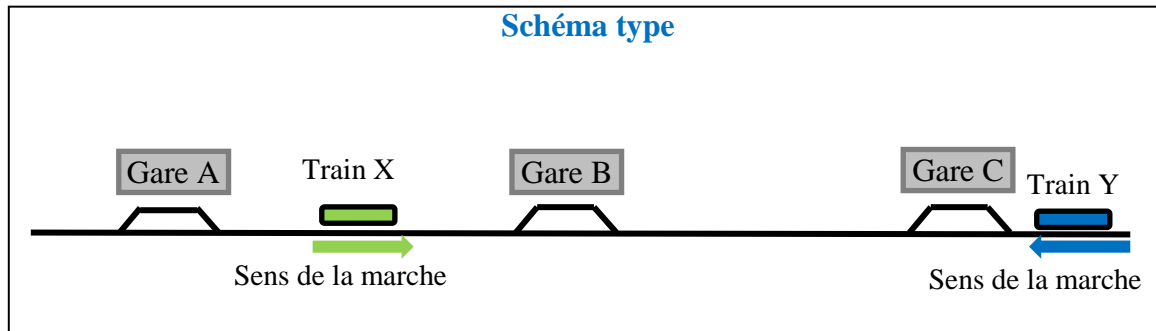 Schéma type
Gare A
Train X
Gare B
Gare C
Train Y
Sens de la marche
Sens de la marche